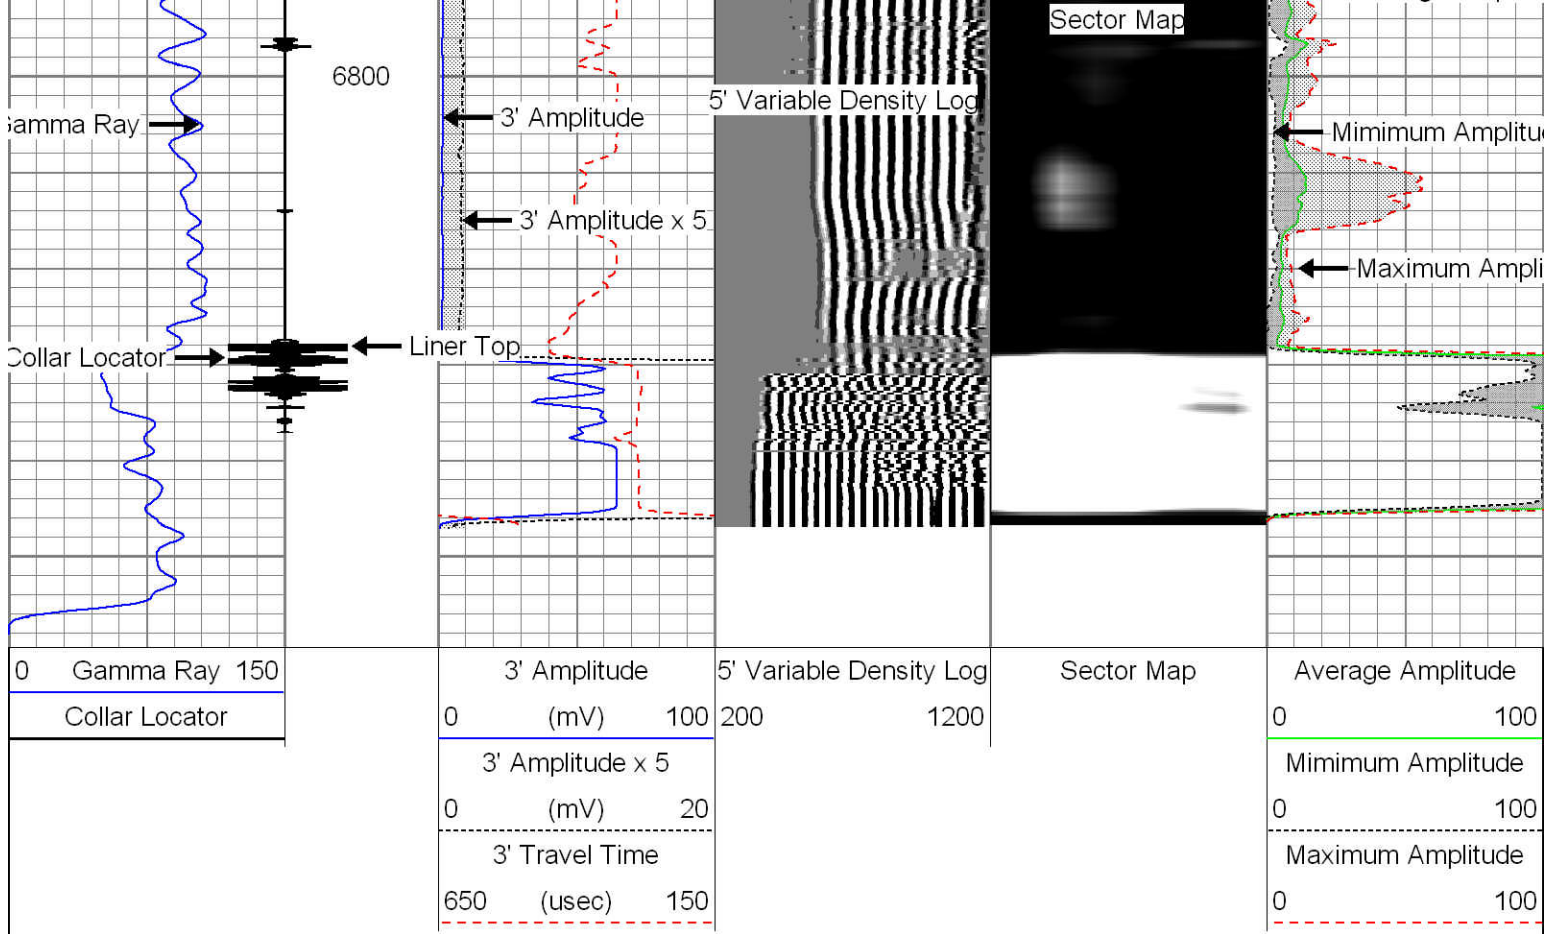 Sector Map
6800
5' Variable Density Log
3' Amplitude
Gamma Ray
Mimimum Amplitu
3' Amplitude x 5
Maximum Ampli
Liner Top
Collar Locator
0 Gamma Ray 150
3' Amplitude
5' Variable Density Log
Sector Map
Average Amplitude
Collar Locator
0 (mV) 100
200 1200
0 100
3' Amplitude x 5
Mimimum Amplitude
0 (mV) 20
0 100
3' Travel Time
Maximum Amplitude
650 (usec) 150
0 100